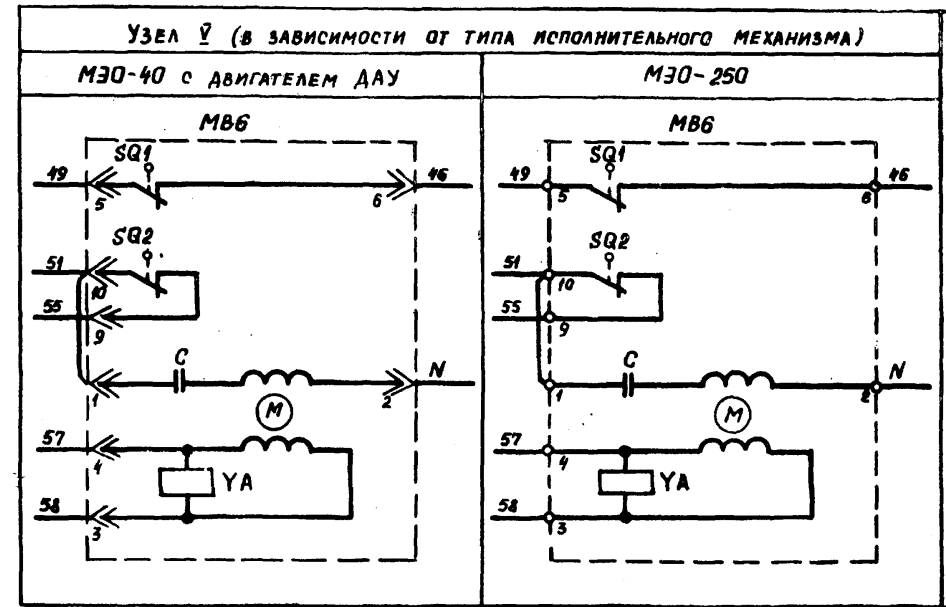 УЗЕЛ V (В ЗАВИСИМОСТИ ОТ ТИПА ИСПОЛНИТЕЛЬНОГО МЕХАНИЗМА)
МЭО-40 С ДВИГАТЕЛЕМ ДАУ
МЭО-250
МВ6
SQ1
49
5
6
46
SQ2
51
10
55
9
C
1
2
N
M
57
4
YA
58
3
МВ6
SQ1
49
5
6
46
SQ2
51
10
55
9
C
1
2
N
M
57
4
YA
58
3